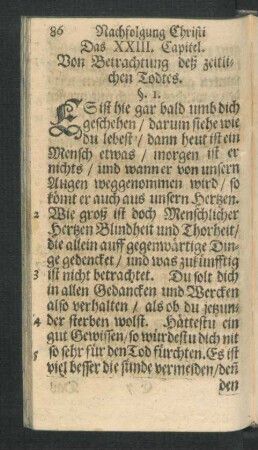 86 Nachfolgung Christi
Das XXIII. Capitel.
Von Betrachtung deß zeitli-
chen Todtes.
§. 1.
ES ist hie gar bald umb dich
geschehen / darum siehe wie
du lebest / dann heut ist ein
Mensch etwas / morgen ist er
nichts / und wann er von unsern
Augen weggenommen wird / so
kömt er auch aus unsern Hertzen.
2 Wie groß ist doch Menschlicher
Hertzen Blindheit und Thorheit /
die allein auff gegenwärtige Din-
ge gedencket / und was zukünfftig
3 ist nicht betrachtet. Du solt dich
in allen Gedancken und Wercken
also verhalten / als ob du jetzun-
4 der sterben wolst. Hättestu ein
gut Gewissen / so würdestu dich nit
5 so sehr für den Tod fürchten. Es ist
viel besser die sünde vermeiden / deñ
den